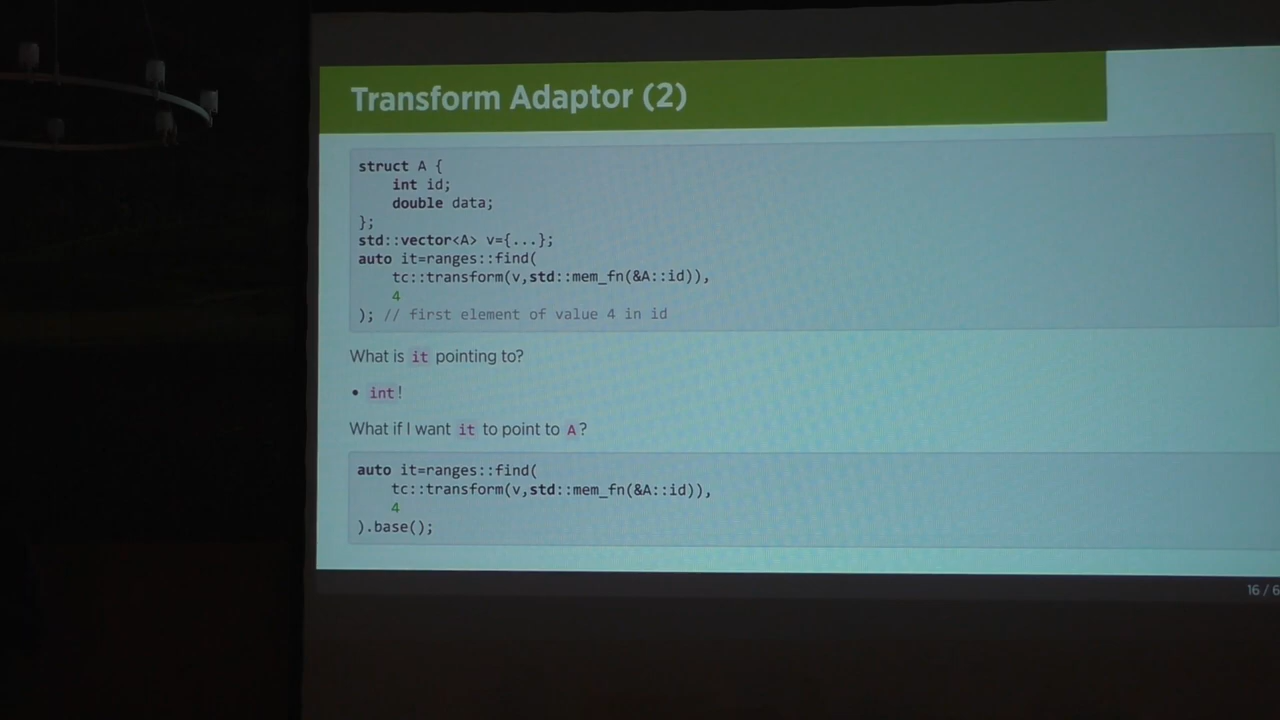 Transform Adaptor (2)
struct A {
int id;
double data;
};
std::vector<A> v={...};
auto it=ranges::find(
tc::transform(v,std::mem_fn(&A::id)),
4
); // first element of value 4 in id
What is it pointing to?
• int!
What if I want it to point to A?
auto it=ranges::find(
tc::transform(v,std::mem_fn(&A::id)),
4
).base();
16 / 6